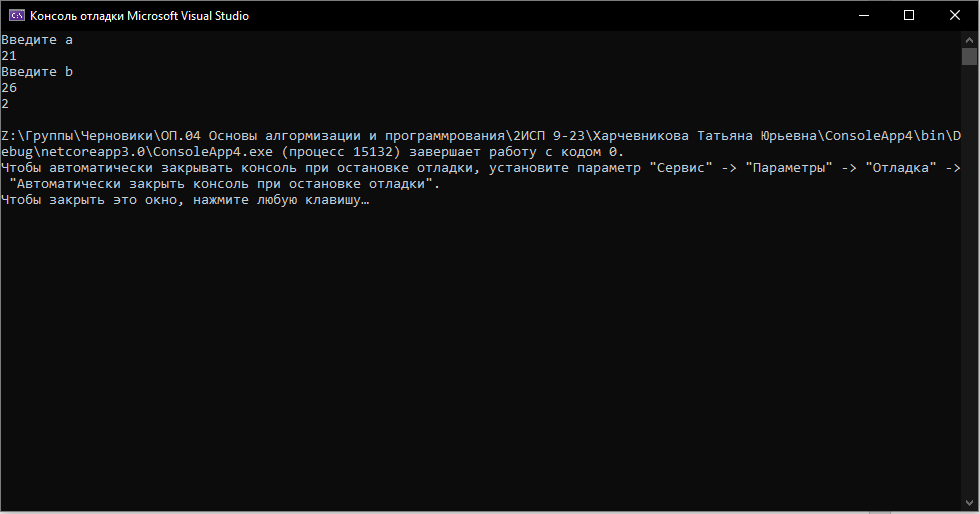 Консоль отладки Microsoft Visual Studio
Введите a
21
Введите b
26
2
Z:\Группы\Черновики\ОП.04 Основы алгормизации и программрования\2ИСП 9-23\Харчевникова Татьяна Юрьевна\ConsoleApp4\bin\D
ebug\netcoreapp3.0\ConsoleApp4.exe (процесс 15132) завершает работу с кодом 0.
Чтобы автоматически закрывать консоль при остановке отладки, установите параметр "Сервис" -> "Параметры" -> "Отладка" ->
"Автоматически закрыть консоль при остановке отладки".
Чтобы закрыть это окно, нажмите любую клавишу…